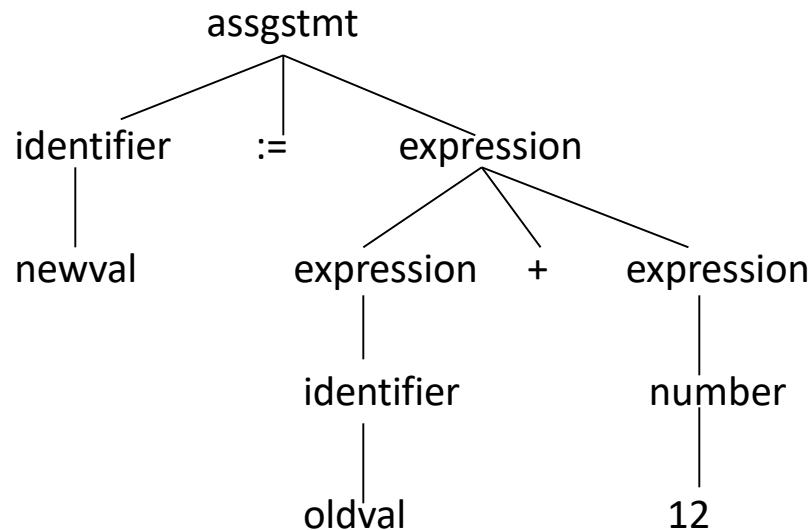 assgstmt
identifier := expression
newval expression + expression
identifier number
oldval 12